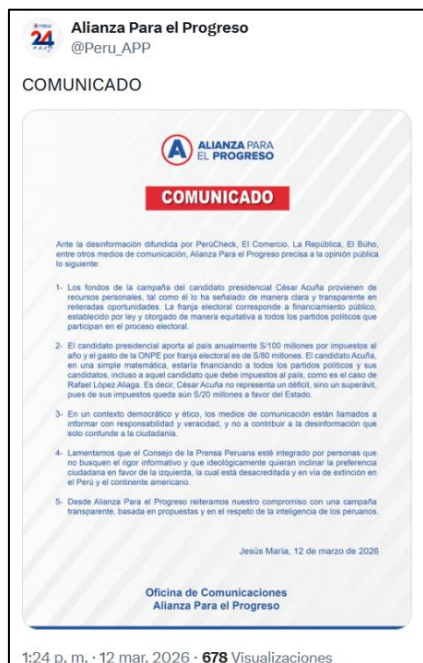 24
Alianza Para el Progreso
@Peru_APP
COMUNICADO
A ALIANZA PARA
EL PROGRESO
COMUNICADO
Ante la desinformación difundida por PerúCheck, El Comercio, La República, El Búho,
entre otros medios de comunicación, Alianza Para el Progreso precisa a la opinión pública
lo siguiente:
1- Los fondos de la campaña del candidato presidencial César Acuña provienen de
recursos personales, tal como él lo ha señalado de manera clara y transparente en
reiteradas oportunidades. La franja electoral corresponde a financiamiento público,
establecido por ley y otorgado de manera equitativa a todos los partidos políticos que
participan en el proceso electoral.
2- El candidato presidencial aporta al país anualmente S/100 millones por impuestos al
año y el gasto de la ONPE por franja electoral es de S/80 millones. El candidato Acuña,
en una simple matemática, estaría financiando a todos los partidos políticos y sus
candidatos, incluso a aquel candidato que debe impuestos al país, como es el caso de
Rafael López Aliaga. Es decir, César Acuña no representa un déficit, sino un superávit,
pues de sus impuestos queda aún S/20 millones a favor del Estado.
3- En un contexto democrático y ético, los medios de comunicación están llamados a
informar con responsabilidad y veracidad, y no a contribuir a la desinformación que
solo confunde a la ciudadanía.
4- Lamentamos que el Consejo de la Prensa Peruana esté integrado por personas que
no busquen el rigor informativo y que ideológicamente quieran inclinar la preferencia
ciudadana en favor de la izquierda, la cual está desacreditada y en vía de extinción en
el Perú y el continente americano.
5- Desde Alianza Para el Progreso reiteramos nuestro compromiso con una campaña
transparente, basada en propuestas y en el respeto de la inteligencia de los peruanos.
Jesús María, 12 de marzo de 2026
Oficina de Comunicaciones
Alianza Para el Progreso
1:24 p. m. · 12 mar. 2026 · 678 Visualizaciones